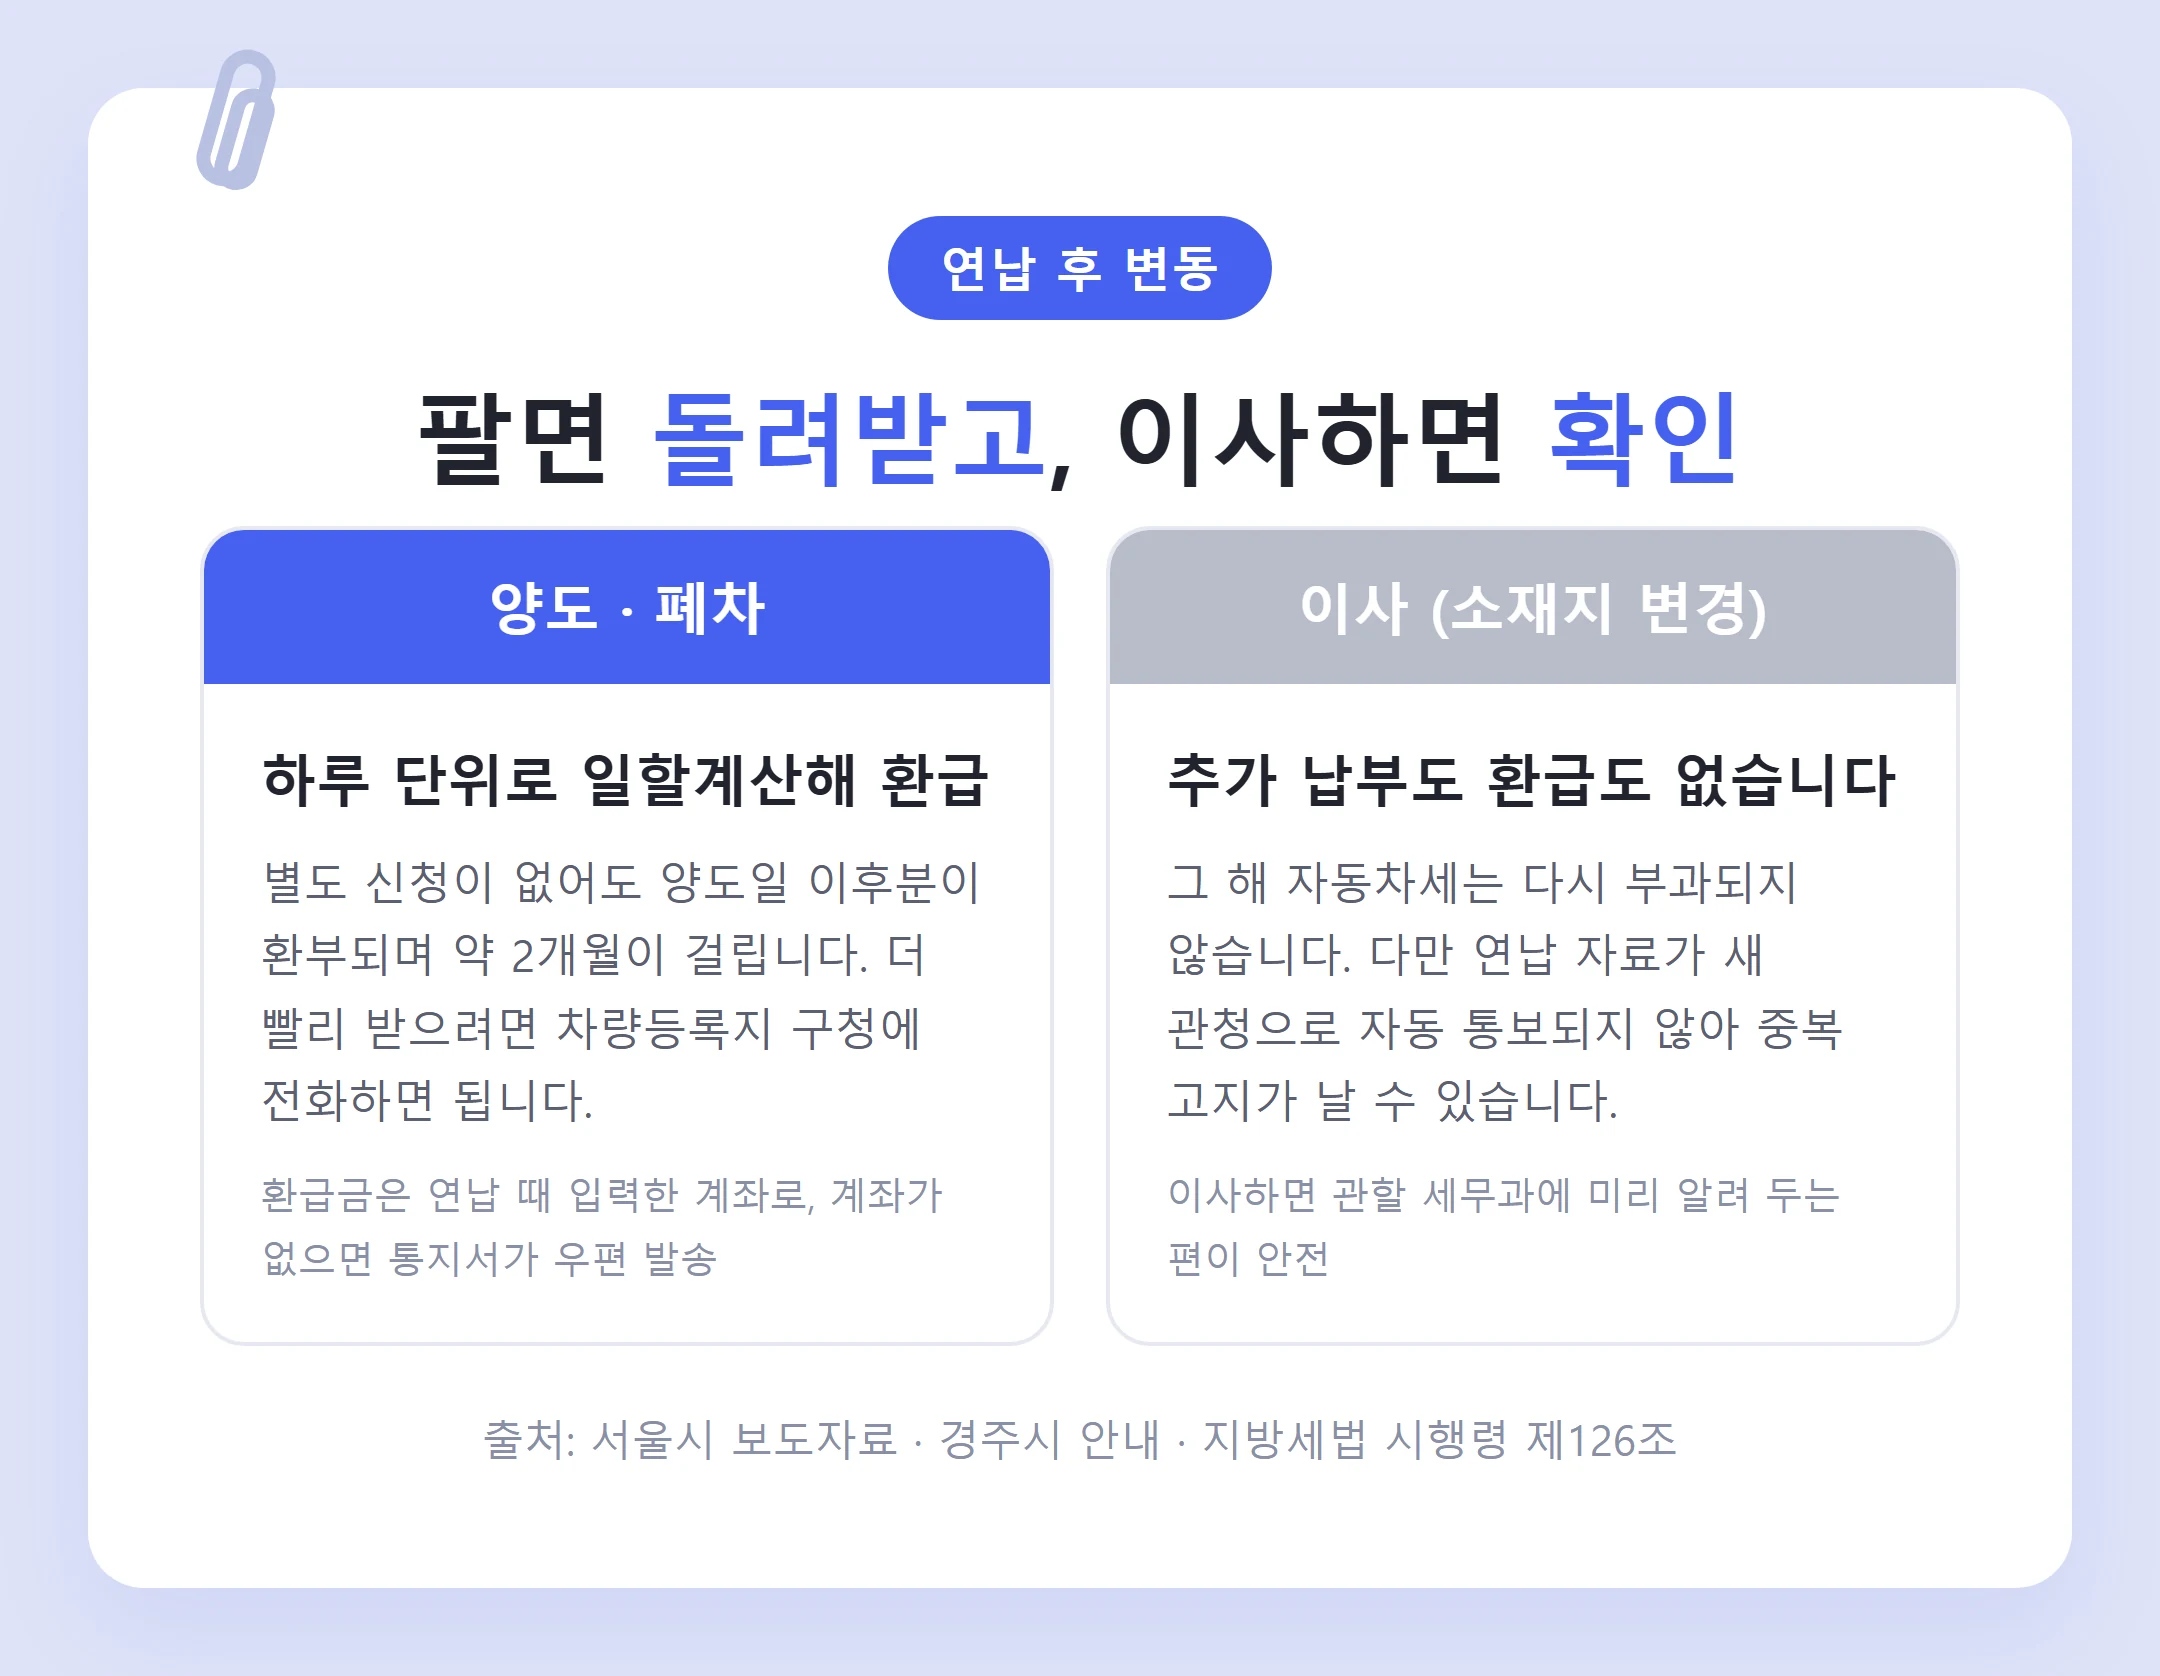 연납 후 변동
팔면 돌려받고, 이사하면 확인
양도 · 폐차
하루 단위로 일할계산해 환급
별도 신청이 없어도 양도일 이후분이
환부되며 약 2개월이 걸립니다. 더
빨리 받으려면 차량등록지 구청에
전화하면 됩니다.
환급금은 연납 때 입력한 계좌로, 계좌가
없으면 통지서가 우편 발송
이사 (소재지 변경)
추가 납부도 환급도 없습니다
그 해 자동차세는 다시 부과되지
않습니다. 다만 연납 자료가 새
관청으로 자동 통보되지 않아 중복
고지가 날 수 있습니다.
이사하면 관할 세무과에 미리 알려 두는
편이 안전
출처: 서울시 보도자료 · 경주시 안내 · 지방세법 시행령 제126조